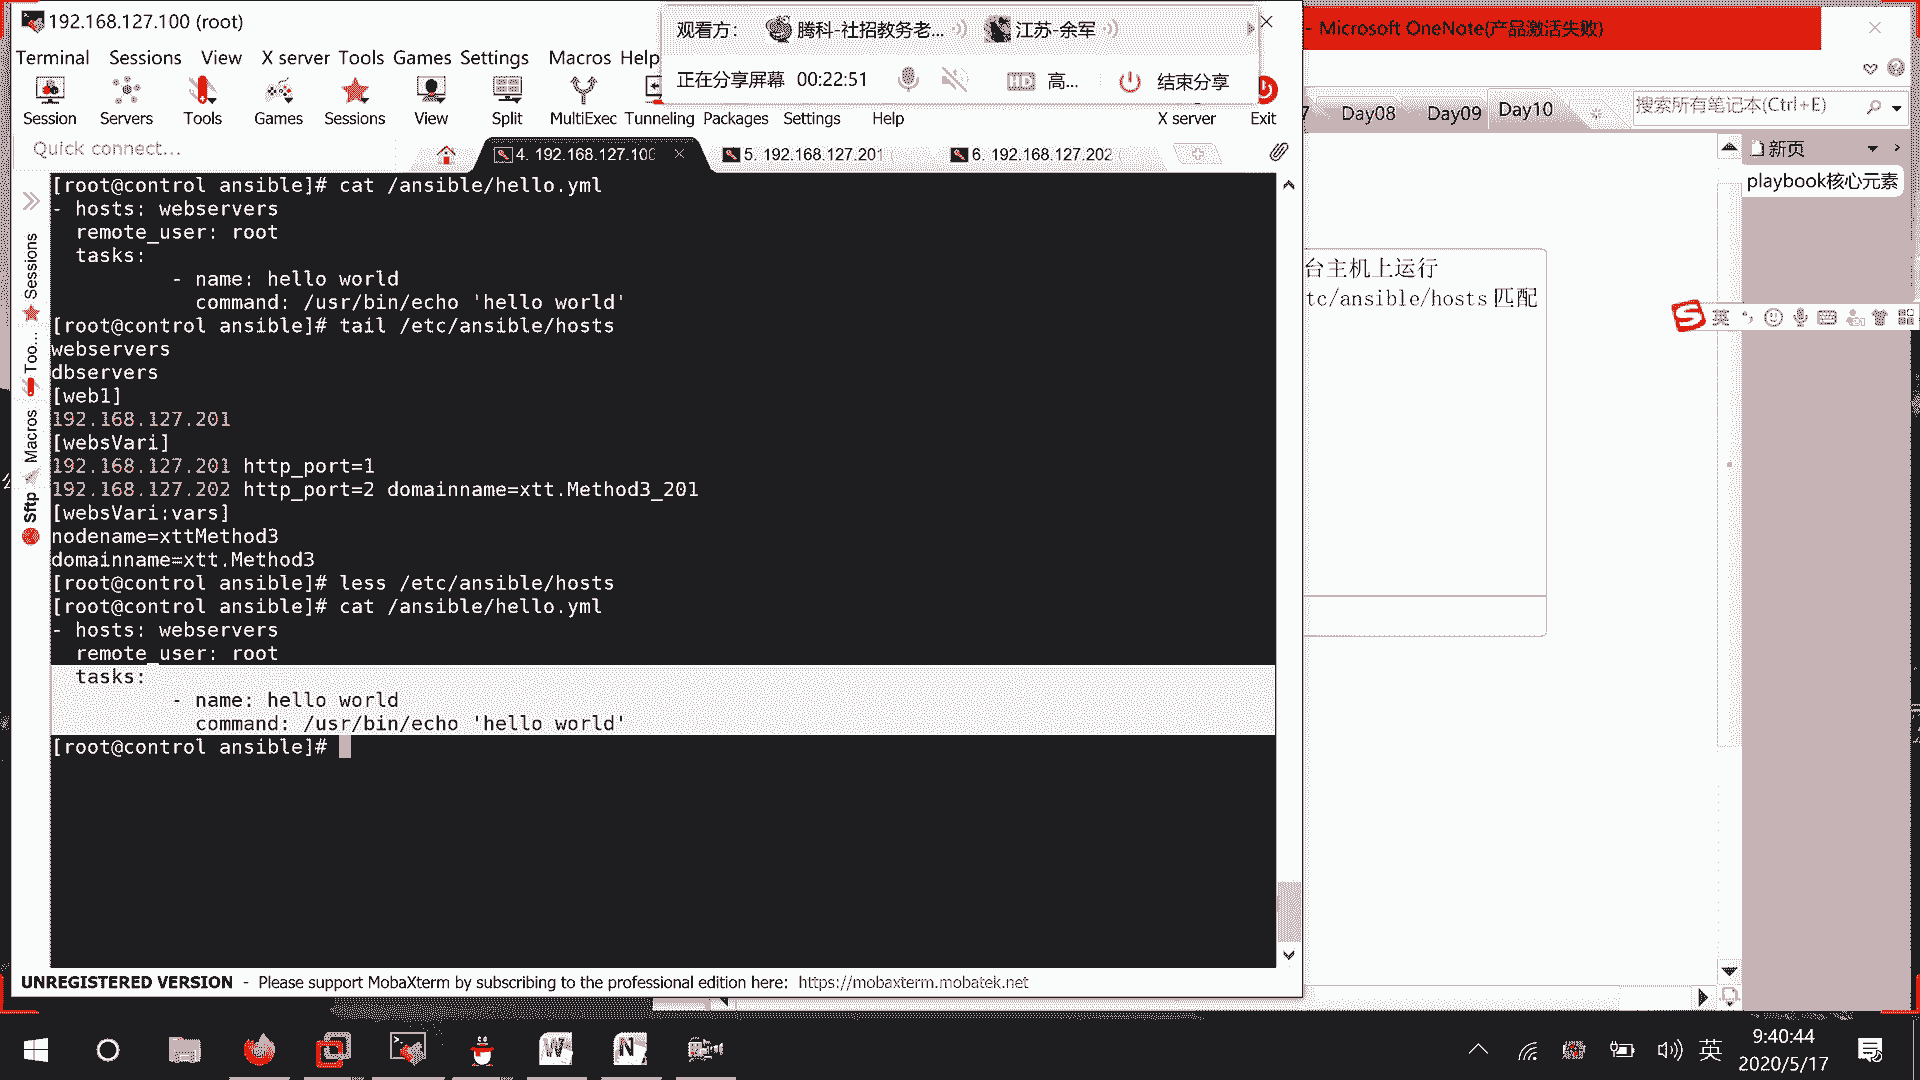 192.168.127.100 (root)
观看方： 腾科-社招教务老... 江苏-余军
- Microsoft OneNote(产品激活失败)
Terminal Sessions View X server Tools Games Settings Macros Help
正在分享屏幕 00:22:51 高... 结束分享
Session Servers Tools Games Sessions View Split MultiExec Tunneling Packages Settings Help X server Exit
7 Day08 Day09 Day10 搜索所有笔记本(Ctrl+E)
Quick connect...
4. 192.168.127.100
5. 192.168.127.201
6. 192.168.127.202
新页
playbook核心元素
Sessions
Too...
Macros
Sftp
[root@control ansible]# cat /ansible/hello.yml
- hosts: webservers
remote_user: root
tasks:
- name: hello world
command: /usr/bin/echo 'hello world'
[root@control ansible]# tail /etc/ansible/hosts
webservers
dbservers
[web1]
192.168.127.201
[websVari]
192.168.127.201 http_port=1
192.168.127.202 http_port=2 domainname=xtt.Method3_201
[websVari:vars]
nodename=xttMethod3
domainname=xtt.Method3
[root@control ansible]# less /etc/ansible/hosts
[root@control ansible]# cat /ansible/hello.yml
- hosts: webservers
remote_user: root
tasks:
- name: hello world
command: /usr/bin/echo 'hello world'
[root@control ansible]#
台主机上运行
tc/ansible/hosts 匹配
英
UNREGISTERED VERSION - Please support MobaXterm by subscribing to the professional edition here: https://mobaxterm.mobatek.net
英
9:40:44
2020/5/17